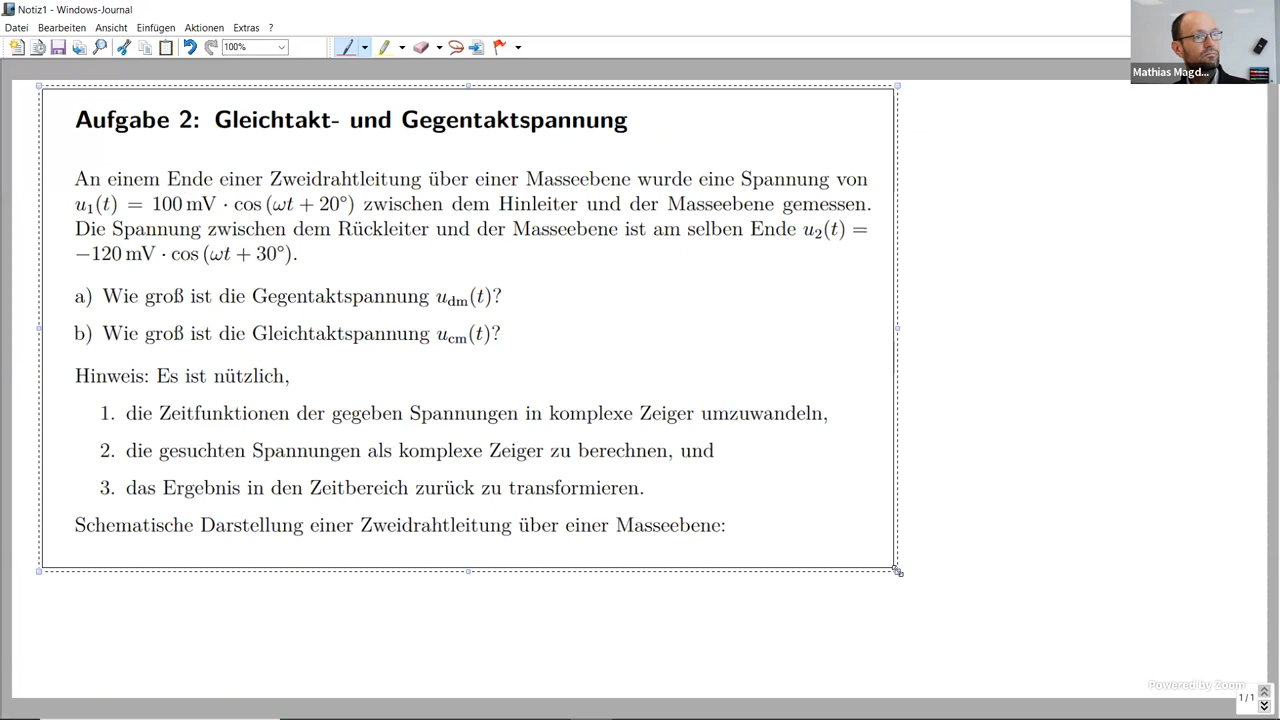 Notiz1 - Windows-Journal
Datei Bearbeiten Ansicht Einfügen Aktionen Extras ?
100%
Mathias Magd...
Aufgabe 2: Gleichtakt- und Gegentaktspannung
An einem Ende einer Zweidrahtleitung über einer Masseebene wurde eine Spannung von
u₁(t) = 100 mV · cos (ωt + 20°) zwischen dem Hinleiter und der Masseebene gemessen.
Die Spannung zwischen dem Rückleiter und der Masseebene ist am selben Ende u₂(t) =
−120 mV · cos (ωt + 30°).
a) Wie groß ist die Gegentaktspannung u_dm(t)?
b) Wie groß ist die Gleichtaktspannung u_cm(t)?
Hinweis: Es ist nützlich,
1. die Zeitfunktionen der gegeben Spannungen in komplexe Zeiger umzuwandeln,
2. die gesuchten Spannungen als komplexe Zeiger zu berechnen, und
3. das Ergebnis in den Zeitbereich zurück zu transformieren.
Schematische Darstellung einer Zweidrahtleitung über einer Masseebene:
Powered by Zoom
1/1